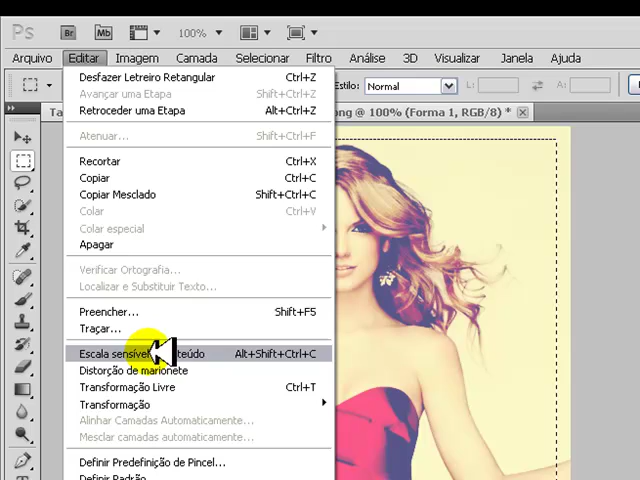 Ps Br Mb 100%
Arquivo Editar Imagem Camada Selecionar Filtro Análise 3D Visualizar Janela Ajuda
Estilo: Normal L: A:
Ta
ong @ 100% (Forma 1, RGB/8) *
Desfazer Letreiro Retangular Ctrl+Z
Avançar uma Etapa Shift+Ctrl+Z
Retroceder uma Etapa Alt+Ctrl+Z
Atenuar... Shift+Ctrl+F
Recortar Ctrl+X
Copiar Ctrl+C
Copiar Mesclado Shift+Ctrl+C
Colar Ctrl+V
Colar especial
Apagar
Verificar Ortografia...
Localizar e Substituir Texto...
Preencher... Shift+F5
Traçar...
Escala sensível teúdo Alt+Shift+Ctrl+C
Distorção de marionete
Transformação Livre Ctrl+T
Transformação
Alinhar Camadas Automaticamente...
Mesclar camadas automaticamente...
Definir Predefinição de Pincel...
Definir Padrão